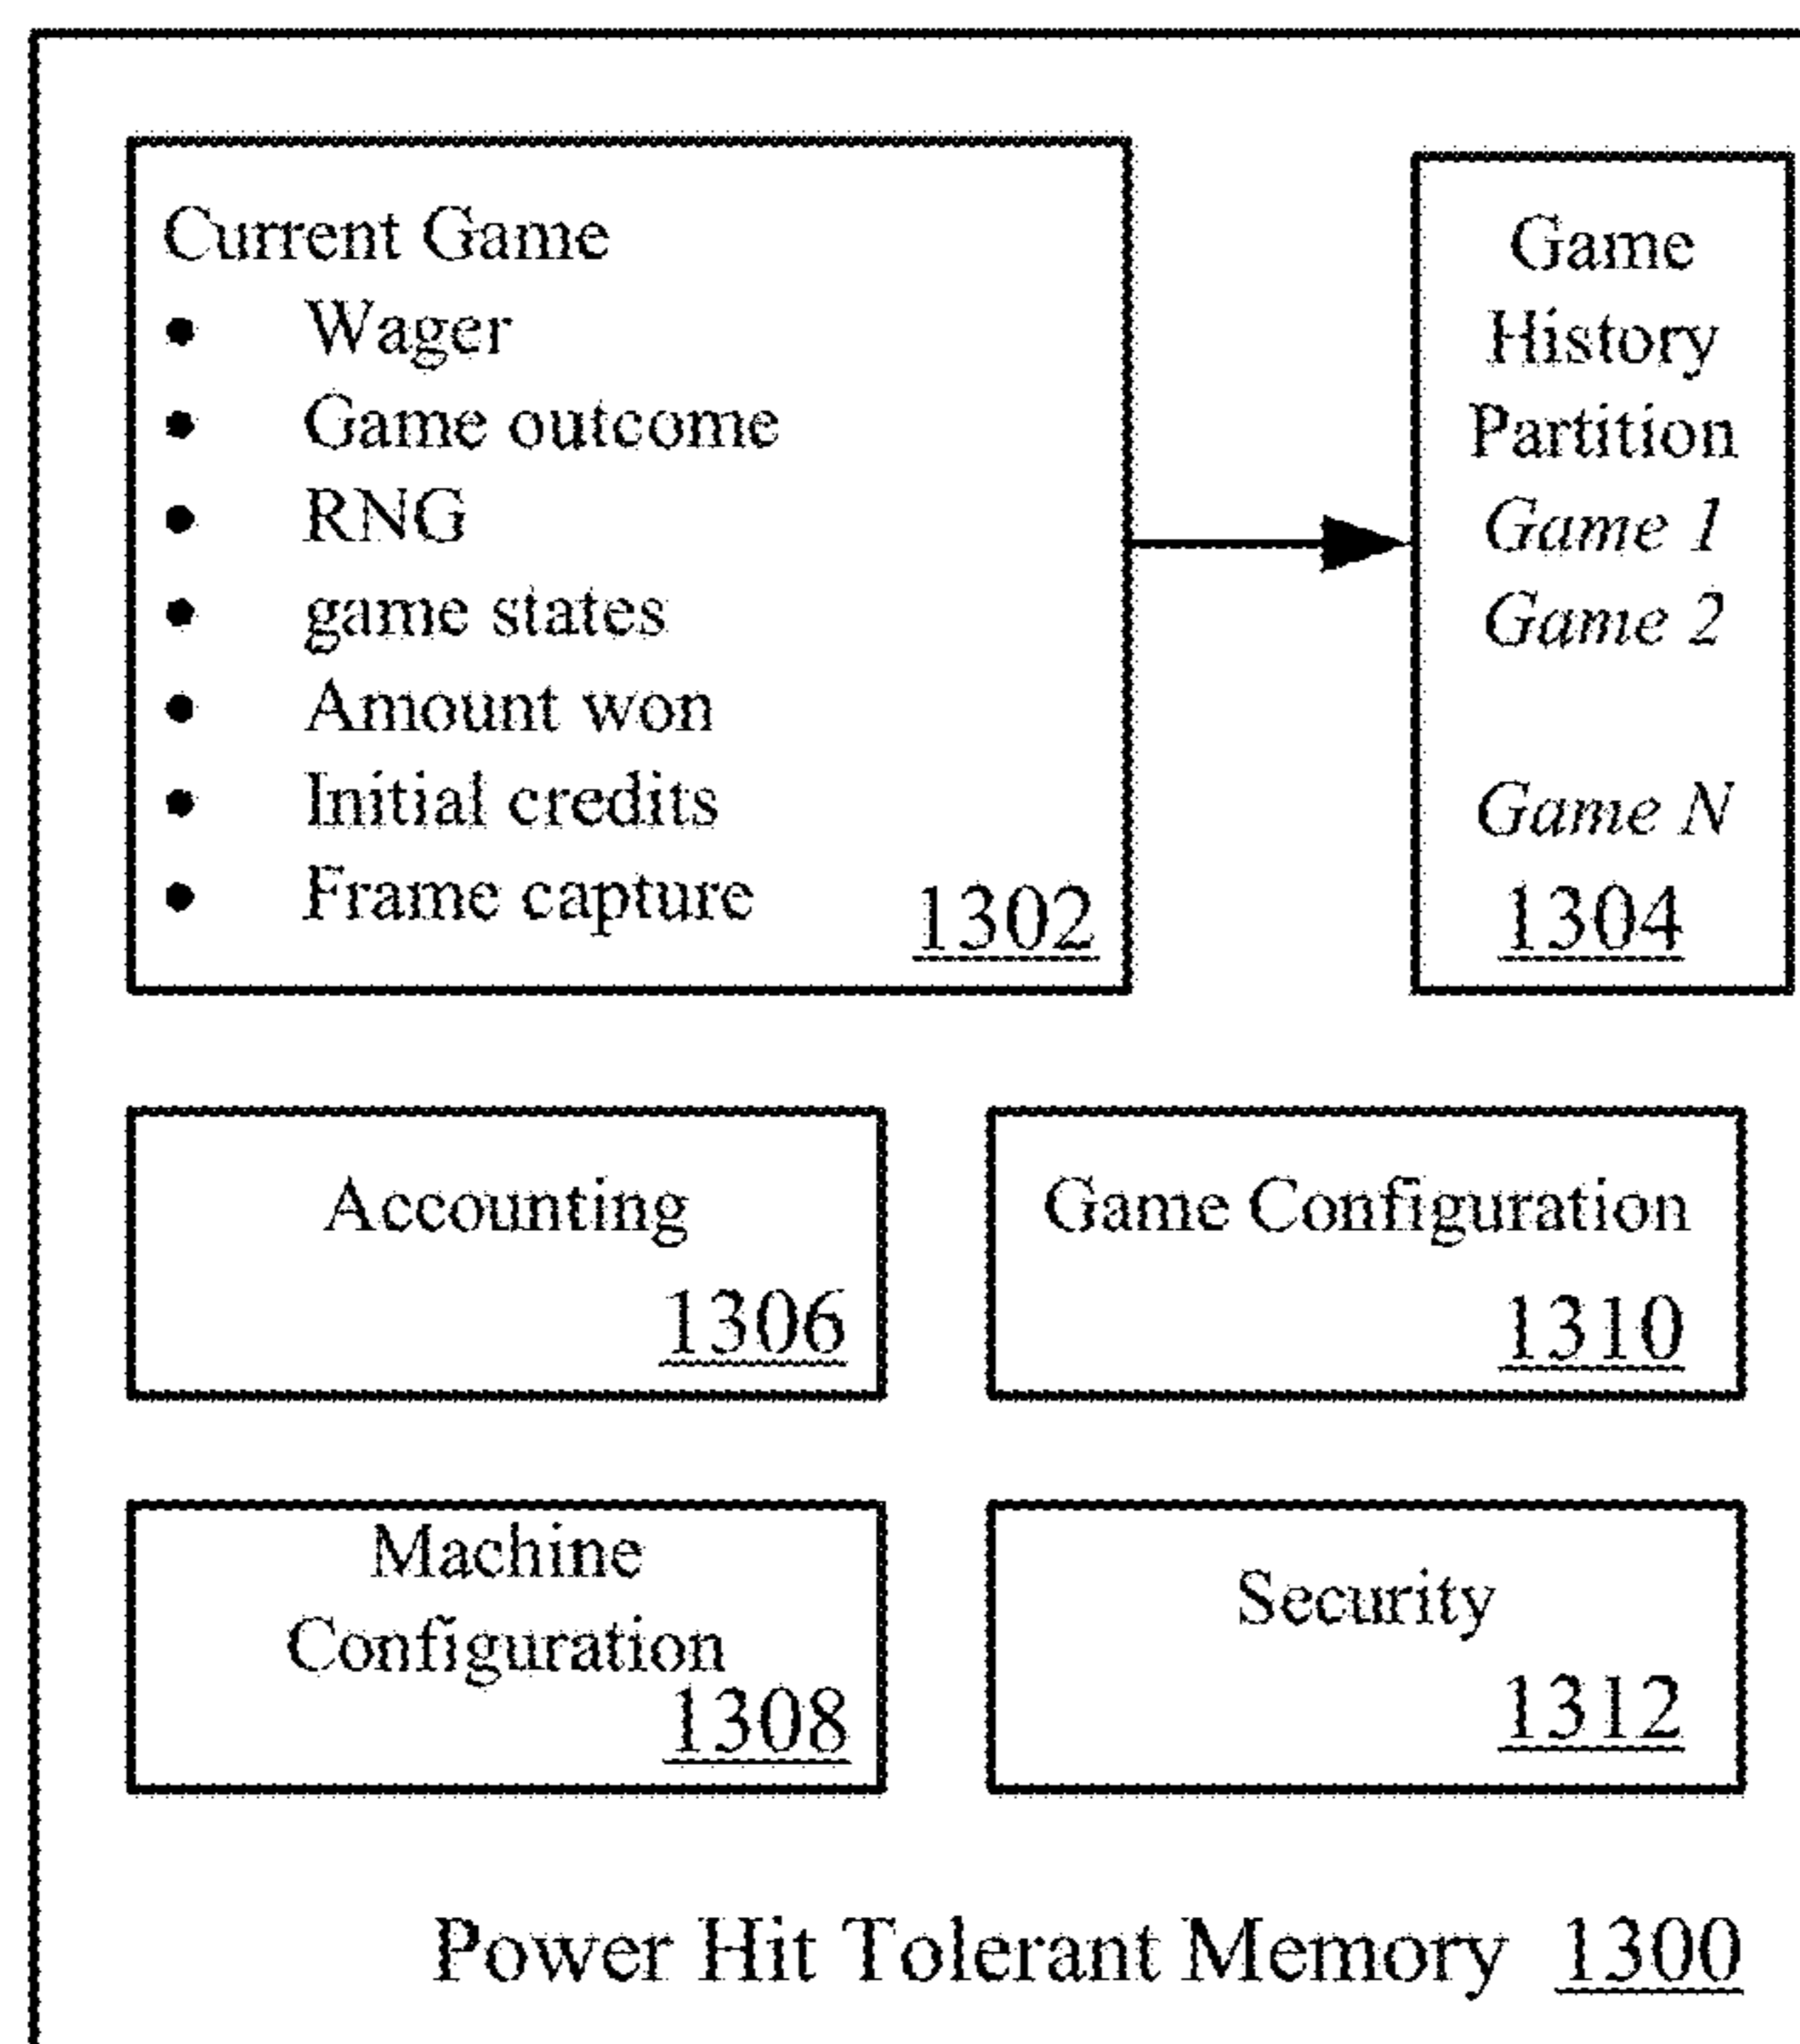 Current Game
• Wager
• Game outcome
• RNG
• game states
• Amount won
• Initial credits
• Frame capture
1302
Game
History
Partition
Game 1
Game 2
Game N
1304
Accounting
1306
Game Configuration
1310
Machine
Configuration
1308
Security
1312
Power Hit Tolerant Memory 1300